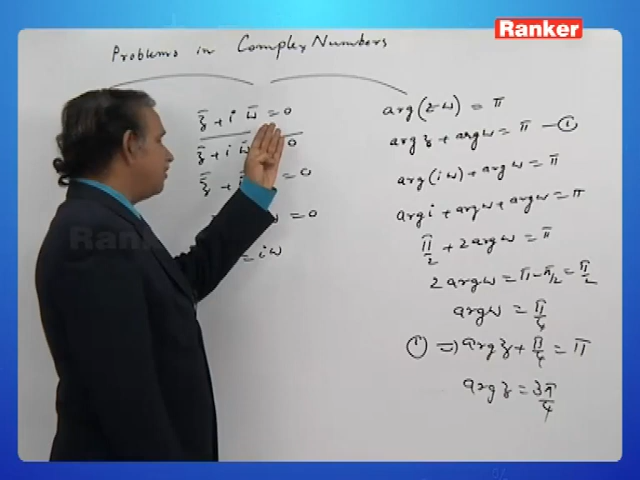 Ranker
Problems in Complex Numbers
z̄ + i w̄ = 0
z̄ + i w 0
z̄ + = 0
w = 0
= iw
arg(zw) = π
arg z + arg w = π — ①
arg(iw) + arg w = π
arg i + arg w + arg w = π
π/2 + 2 arg w = π
2 arg w = π - π/2 = π/2
arg w = π/4
① ⇒ arg z + π/4 = π
arg z = 3π/4